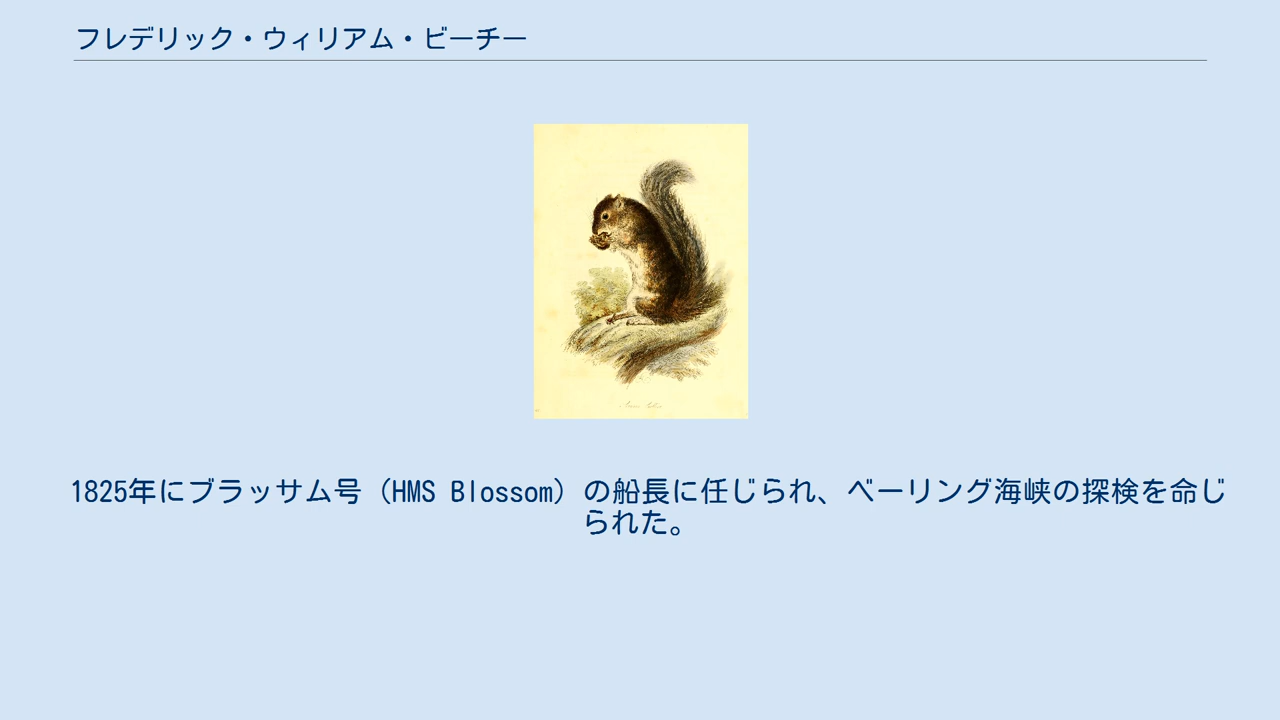 フレデリック・ウィリアム・ビーチー
1825年にブラッサム号（HMS Blossom）の船長に任じられ、ベーリング海峡の探検を命じ
られた。